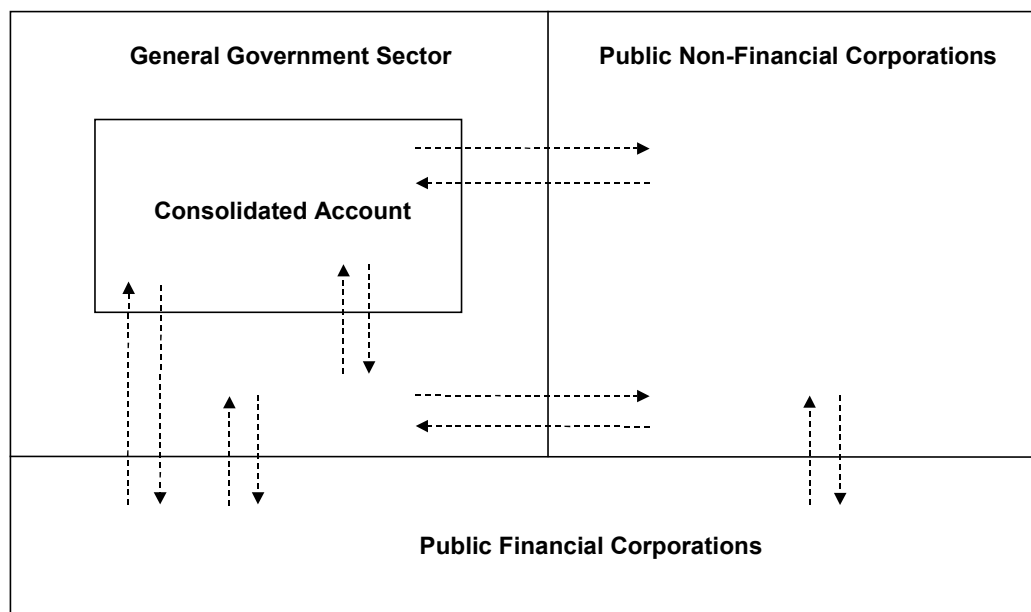 General Government Sector
Public Non-Financial Corporations
Consolidated Account
Public Financial Corporations